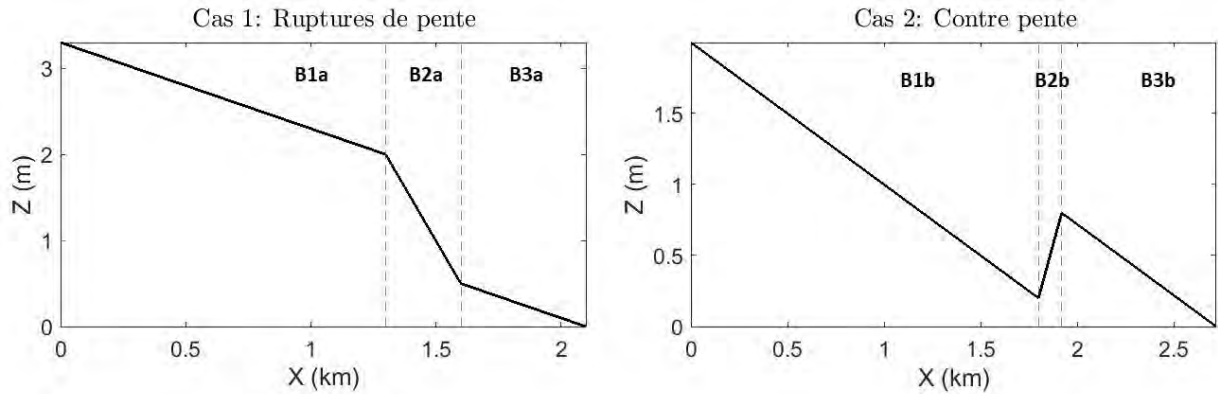 Cas 1: Ruptures de pente
3
2
1
0
Z (m)
B1a
B2a
B3a
0
0.5
1
1.5
2
X (km)
Cas 2: Contre pente
1.5
1
0.5
0
Z (m)
B1b
B2b
B3b
0
0.5
1
1.5
2
2.5
X (km)